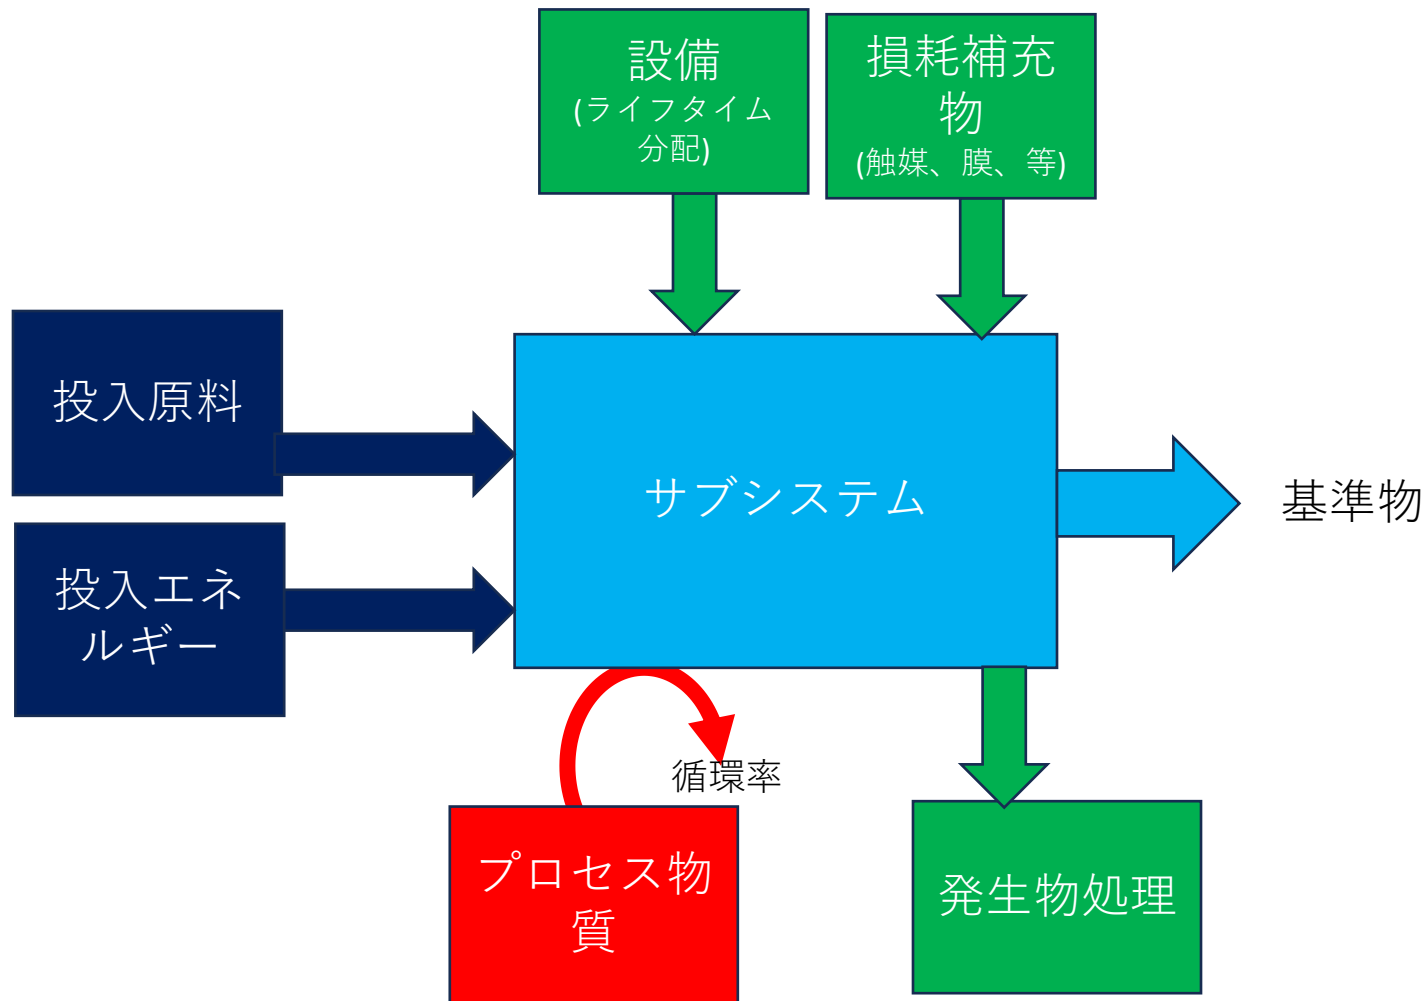 設備
(ライフタイム
分配)
損耗補充
物
(触媒、膜、等)
投入原料
サブシステム
基準物
投入エネ
ルギー
循環率
プロセス物
質
発生物処理